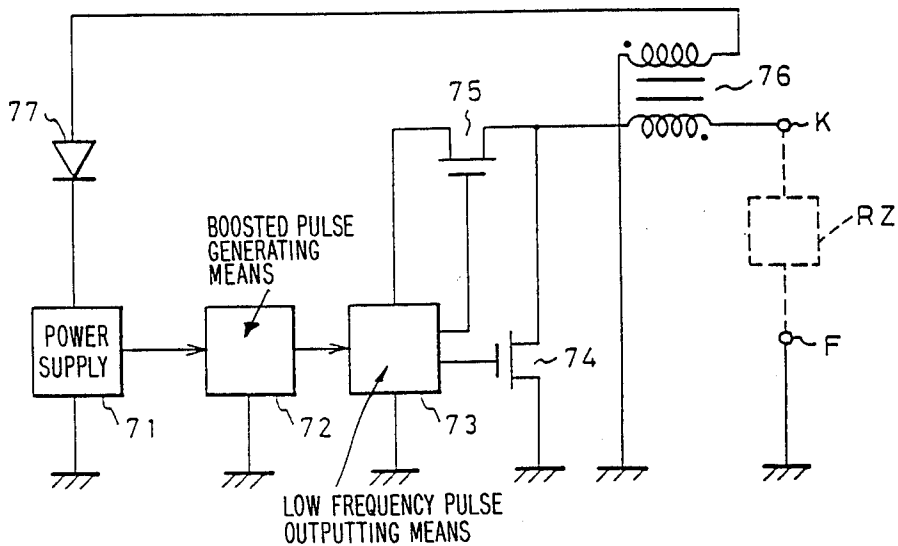 76
75
77
K
BOOSTED PULSE
GENERATING
MEANS
RZ
POWER
SUPPLY
F
74
71
72
73
LOW FREQUENCY PULSE
OUTPUTTING MEANS